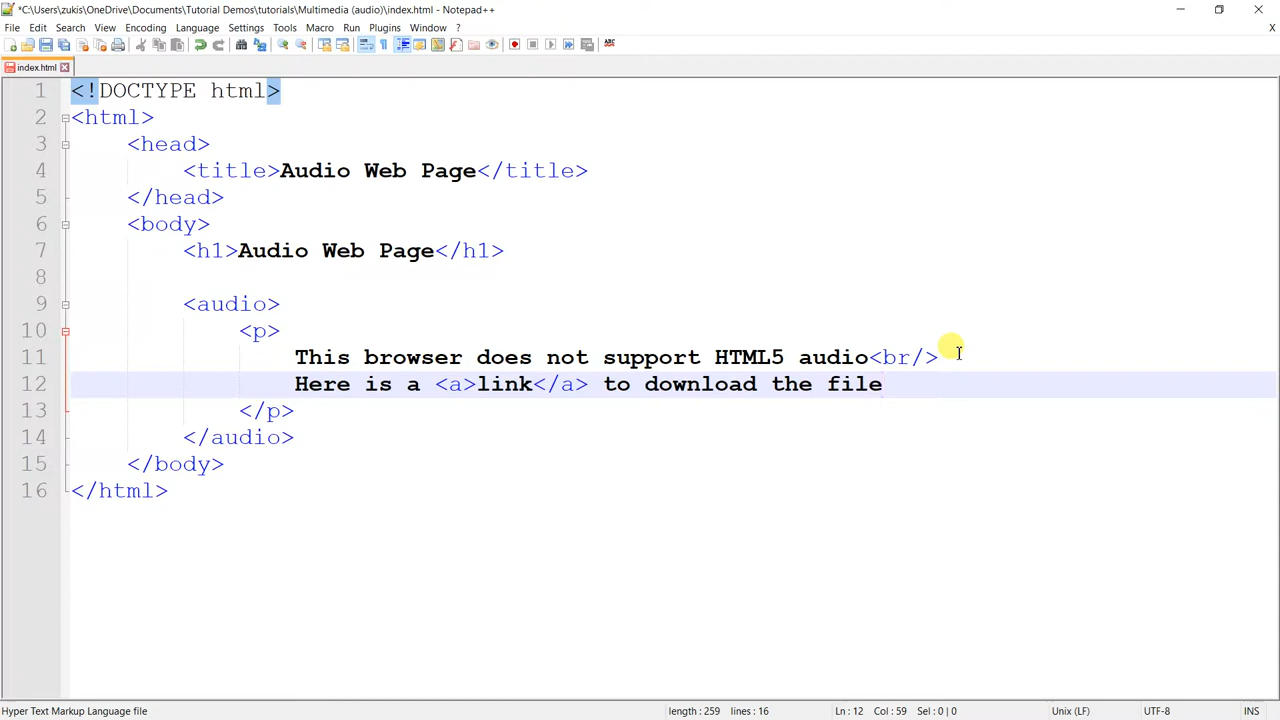 *C:\Users\zukis\OneDrive\Documents\Tutorial Demos\tutorials\Multimedia (audio)\index.html - Notepad++
File Edit Search View Encoding Language Settings Tools Macro Run Plugins Window ? X
index.html
1 <!DOCTYPE html>
2 <html>
3 <head>
4 <title>Audio Web Page</title>
5 </head>
6 <body>
7 <h1>Audio Web Page</h1>
8
9 <audio>
10 <p>
11 This browser does not support HTML5 audio<br/>
12 Here is a <a>link</a> to download the file
13 </p>
14 </audio>
15 </body>
16 </html>
Hyper Text Markup Language file length : 259 lines : 16 Ln : 12 Col : 59 Sel : 0 | 0 Unix (LF) UTF-8 INS